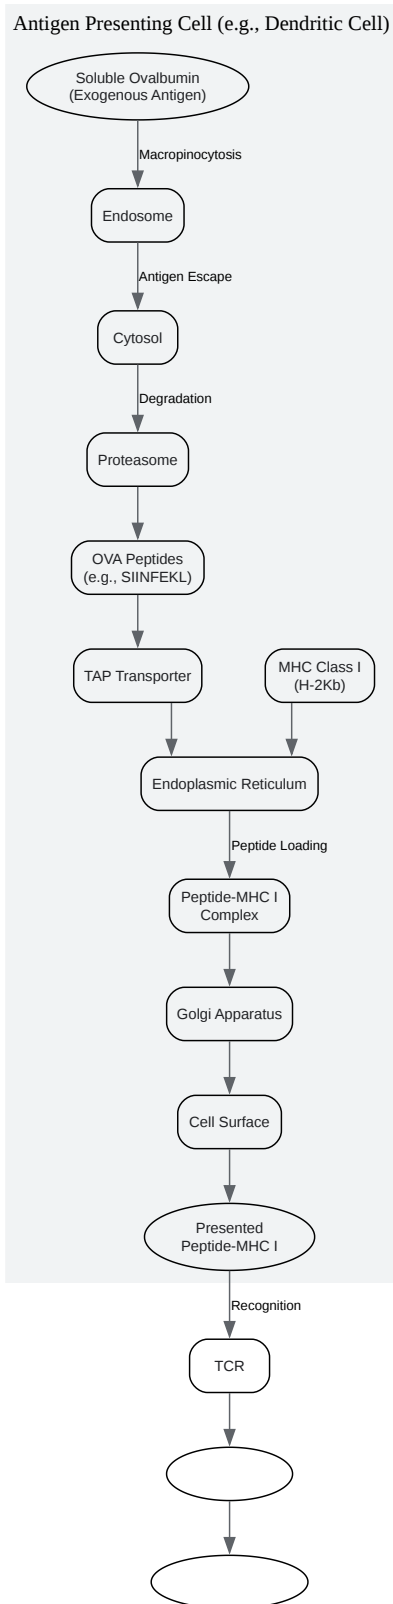 Antigen Presenting Cell (e.g., Dendritic Cell)
Soluble Ovalbumin
(Exogenous Antigen)
Macropinocytosis
Endosome
Antigen Escape
Cytosol
Degradation
Proteasome
OVA Peptides
(e.g., SIINFEKL)
TAP Transporter
MHC Class I
(H-2Kb)
Endoplasmic Reticulum
Peptide Loading
Peptide-MHC I
Complex
Golgi Apparatus
Cell Surface
Presented
Peptide-MHC I
Recognition
TCR